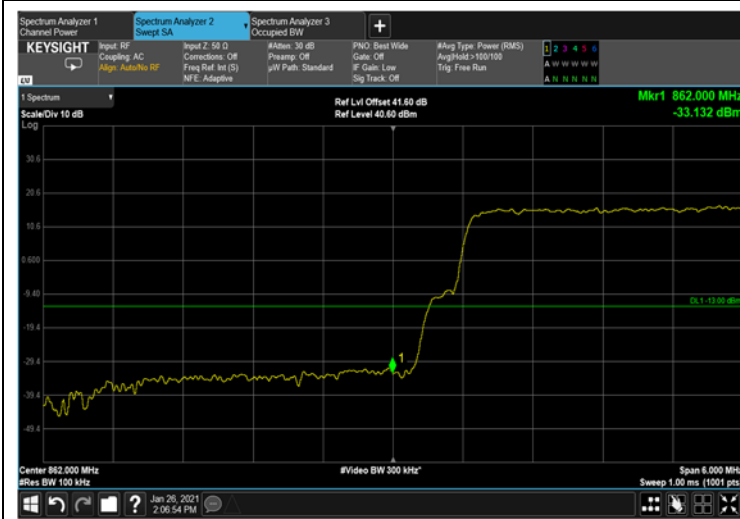 Spectrum Analyzer 1
Channel Power
Spectrum Analyzer 2
Swept SA
Spectrum Analyzer 3
Occupied BW
+
KEYSIGHT
Input: RF
Coupling: AC
Align: Auto/No RF
Input Z: 50 Ω
Corrections: Off
Freq Ref: Int (S)
NFE: Adaptive
#Atten: 30 dB
Preamp: Off
µW Path: Standard
PNO: Best Wide
Gate: Off
IF Gain: Low
Sig Track: Off
#Avg Type: Power (RMS)
Avg|Hold:>100/100
Trig: Free Run
1 2 3 4 5 6
A W W W W W
A N N N N N
LXI
1 Spectrum
Scale/Div 10 dB
Log
Ref Lvl Offset 41.60 dB
Ref Level 40.60 dBm
Mkr1 862.000 MHz
-33.132 dBm
30.6
20.6
10.6
0.600
-9.40
DL1 -13.00 dBm
-19.4
-29.4
1
-39.4
-49.4
Center 862.000 MHz
#Res BW 100 kHz
#Video BW 300 kHz*
Span 6.000 MHz
Sweep 1.00 ms (1001 pts)
?
Jan 26, 2021
2:06:54 PM